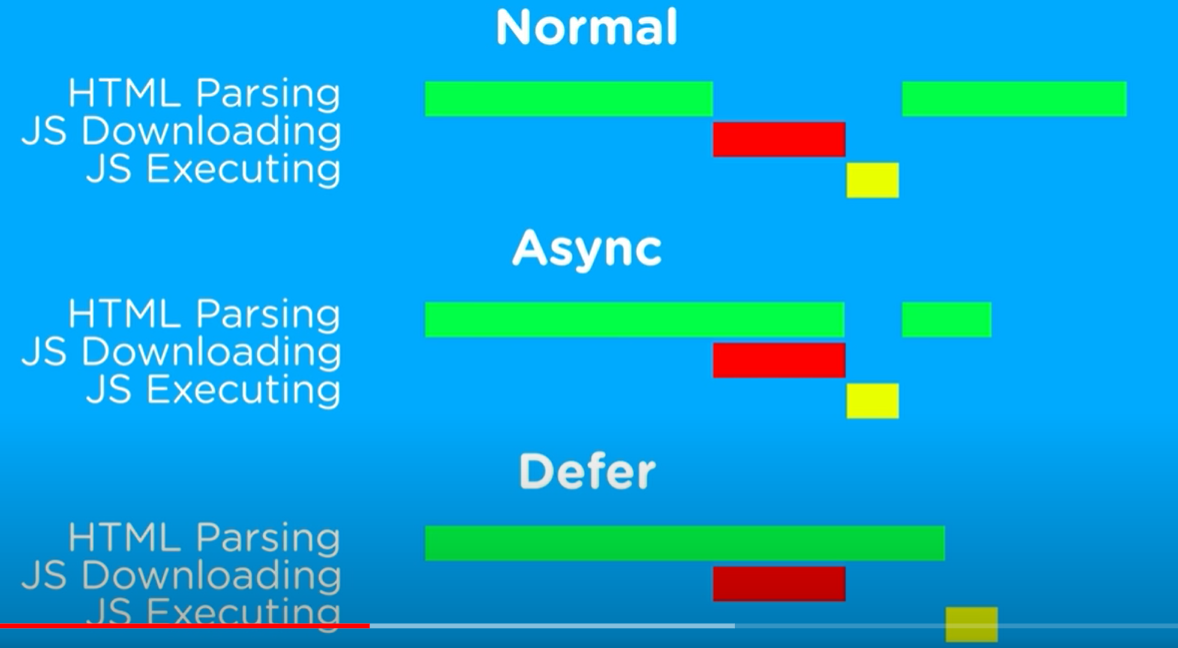 Normal
HTML Parsing
JS Downloading
JS Executing
Async
HTML Parsing
JS Downloading
JS Executing
Defer
HTML Parsing
JS Downloading
JS Executing